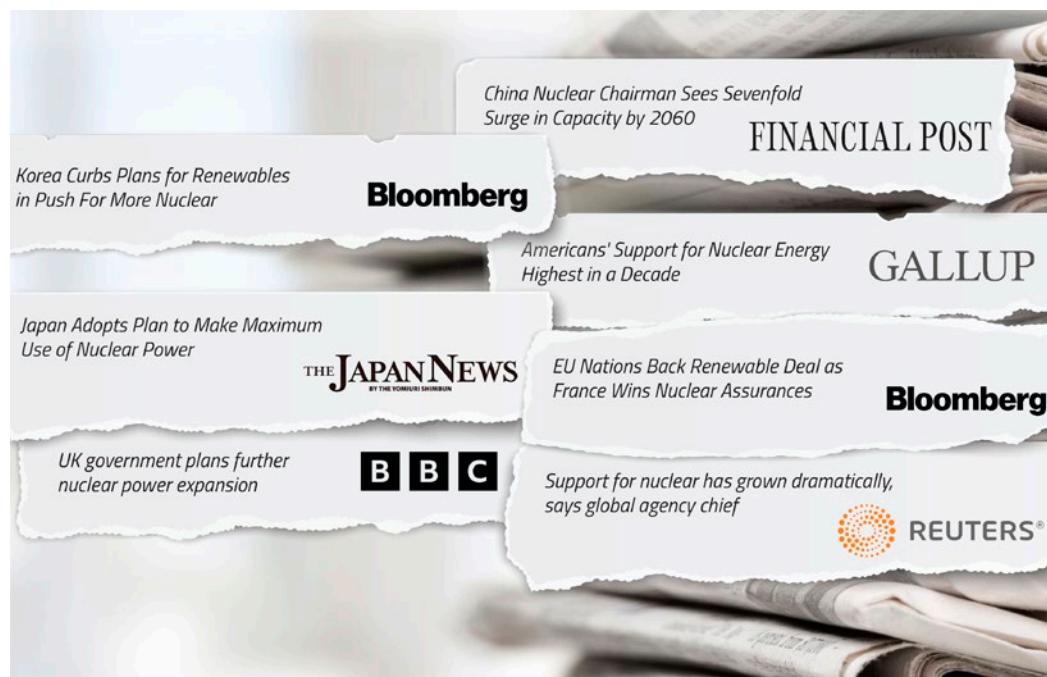 China Nuclear Chairman Sees Sevenfold
Surge in Capacity by 2060
FINANCIAL POST
Korea Curbs Plans for Renewables
in Push For More Nuclear
Bloomberg
Americans' Support for Nuclear Energy
Highest in a Decade
GALLUP
Japan Adopts Plan to Make Maximum
Use of Nuclear Power
THE JAPAN NEWS
BY THE YOMIURI SHIMBUN
EU Nations Back Renewable Deal as
France Wins Nuclear Assurances
Bloomberg
UK government plans further
nuclear power expansion
BBC
Support for nuclear has grown dramatically,
says global agency chief
REUTERS®